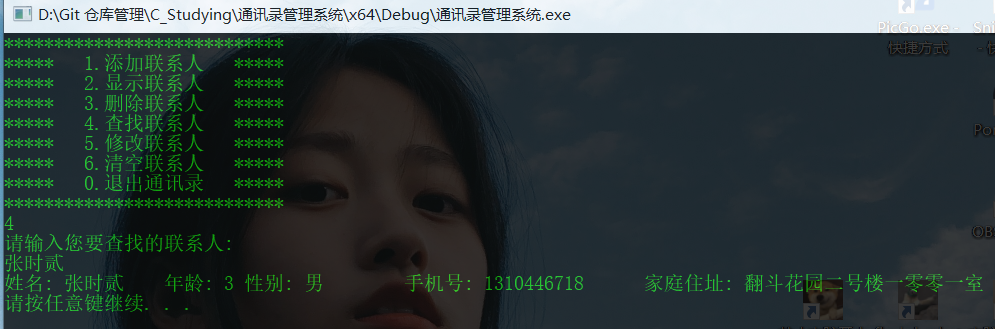 D:\Git 仓库管理\C_Studying\通讯录管理系统\x64\Debug\通讯录管理系统.exe
PicGo.exe -
快捷方式
****************************
***** 1.添加联系人 *****
***** 2.显示联系人 *****
***** 3.删除联系人 *****
***** 4.查找联系人 *****
***** 5.修改联系人 *****
***** 6.清空联系人 *****
***** 0.退出通讯录 *****
****************************
4
请输入您要查找的联系人:
张时贰
姓名: 张时贰 年龄: 3 性别: 男 手机号: 1310446718 家庭住址: 翻斗花园二号楼一零零一室
请按任意键继续. . .